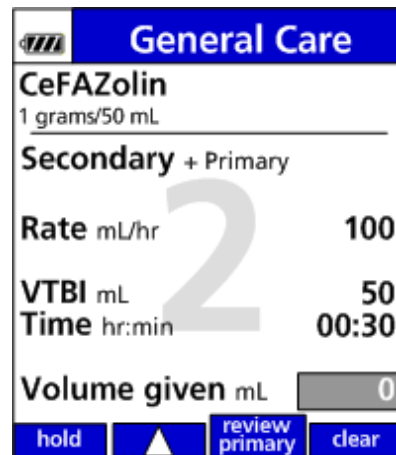 General Care
CeFAZolin
1 grams/50 mL
Secondary + Primary
2
Rate mL/hr 100
VTBI mL 50
Time hr:min 00:30
Volume given mL 0
hold review primary clear